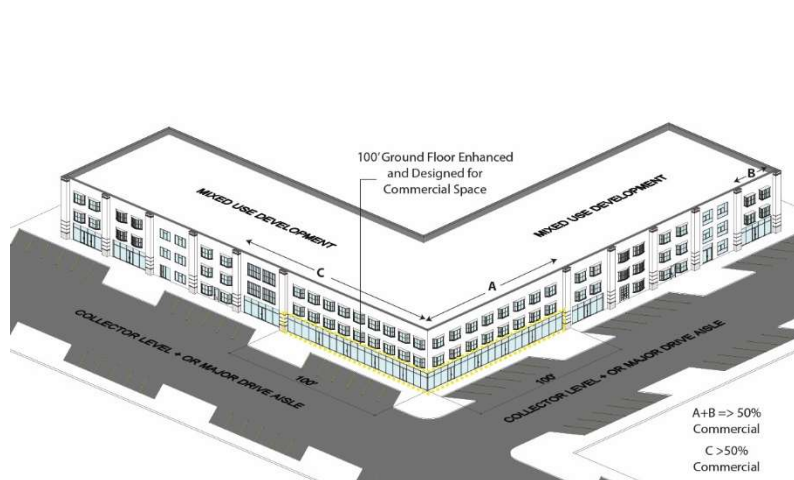 100' Ground Floor Enhanced
and Designed for
Commercial Space
B
MIXED USE DEVELOPMENT
MIXED USE DEVELOPMENT
C
A
COLLECTOR LEVEL + OR MAJOR DRIVE AISLE
100'
100'
COLLECTOR LEVEL + OR MAJOR DRIVE AISLE
A+B => 50%
Commercial
C >50%
Commercial